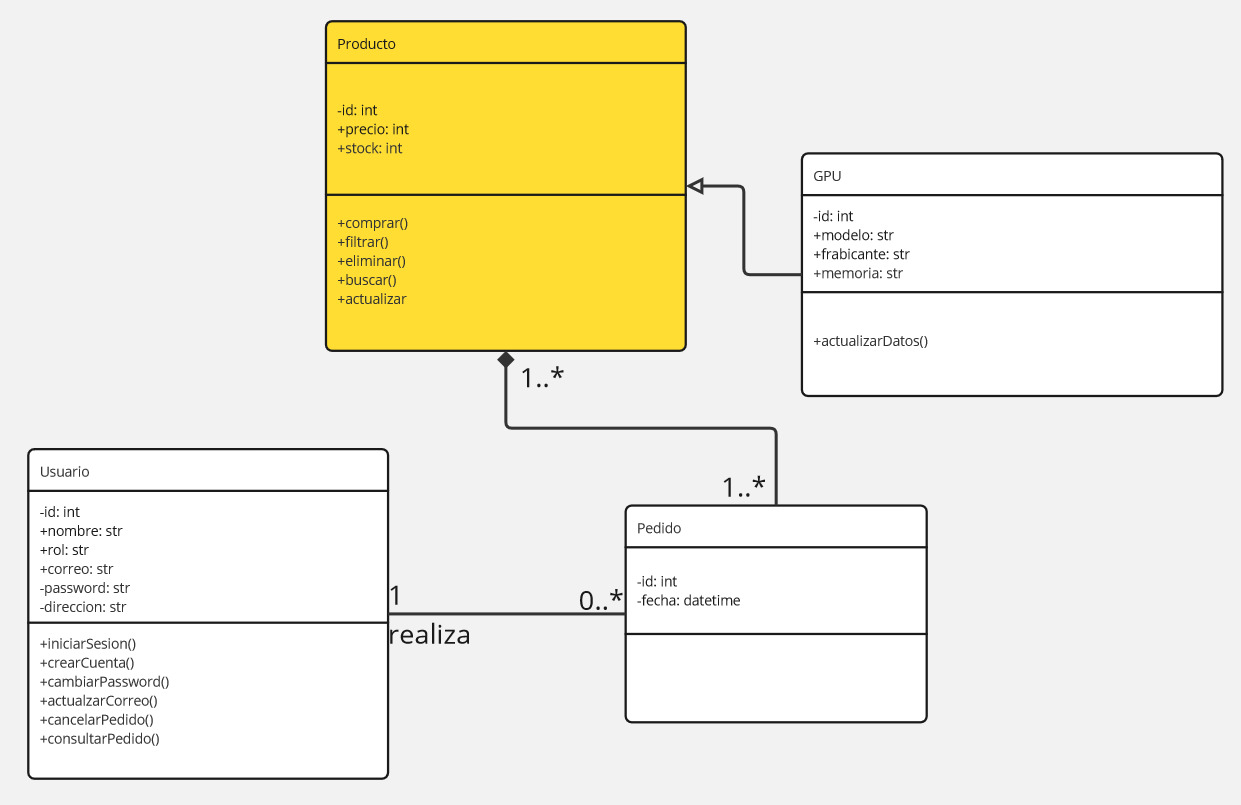 Producto
-id: int
+precio: int
+stock: int
+comprar()
+filtrar()
+eliminar()
+buscar()
+actualizar
GPU
-id: int
+modelo: str
+frabicante: str
+memoria: str
+actualizarDatos()
1..*
1..*
Usuario
-id: int
+nombre: str
+rol: str
+correo: str
-password: str
-direccion: str
+iniciarSesion()
+crearCuenta()
+cambiarPassword()
+actualzarCorreo()
+cancelarPedido()
+consultarPedido()
1
0..*
realiza
Pedido
-id: int
-fecha: datetime